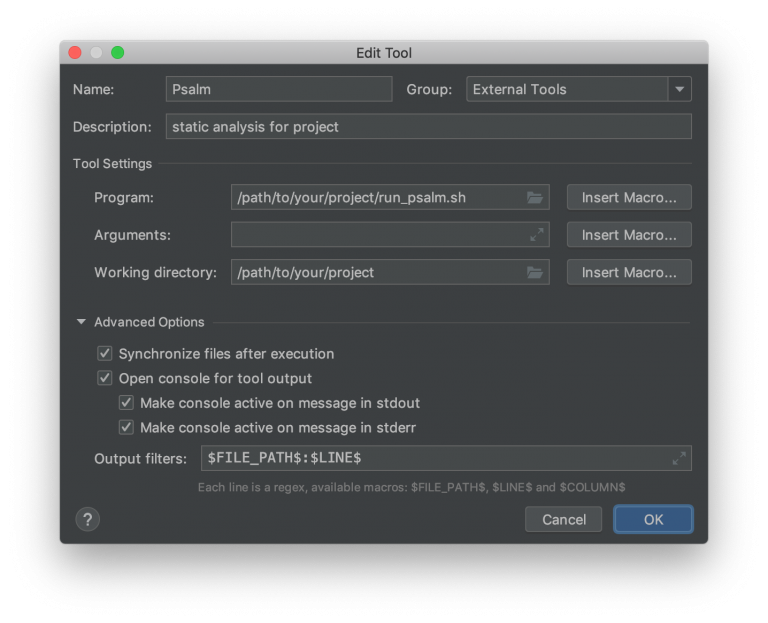 Edit Tool
Name: Psalm Group: External Tools
Description: static analysis for project
Tool Settings
Program: /path/to/your/project/run_psalm.sh Insert Macro...
Arguments: Insert Macro...
Working directory: /path/to/your/project Insert Macro...
Advanced Options
Synchronize files after execution
Open console for tool output
Make console active on message in stdout
Make console active on message in stderr
Output filters: $FILE_PATH$:$LINE$
Each line is a regex, available macros: $FILE_PATH$, $LINE$ and $COLUMN$
? Cancel OK